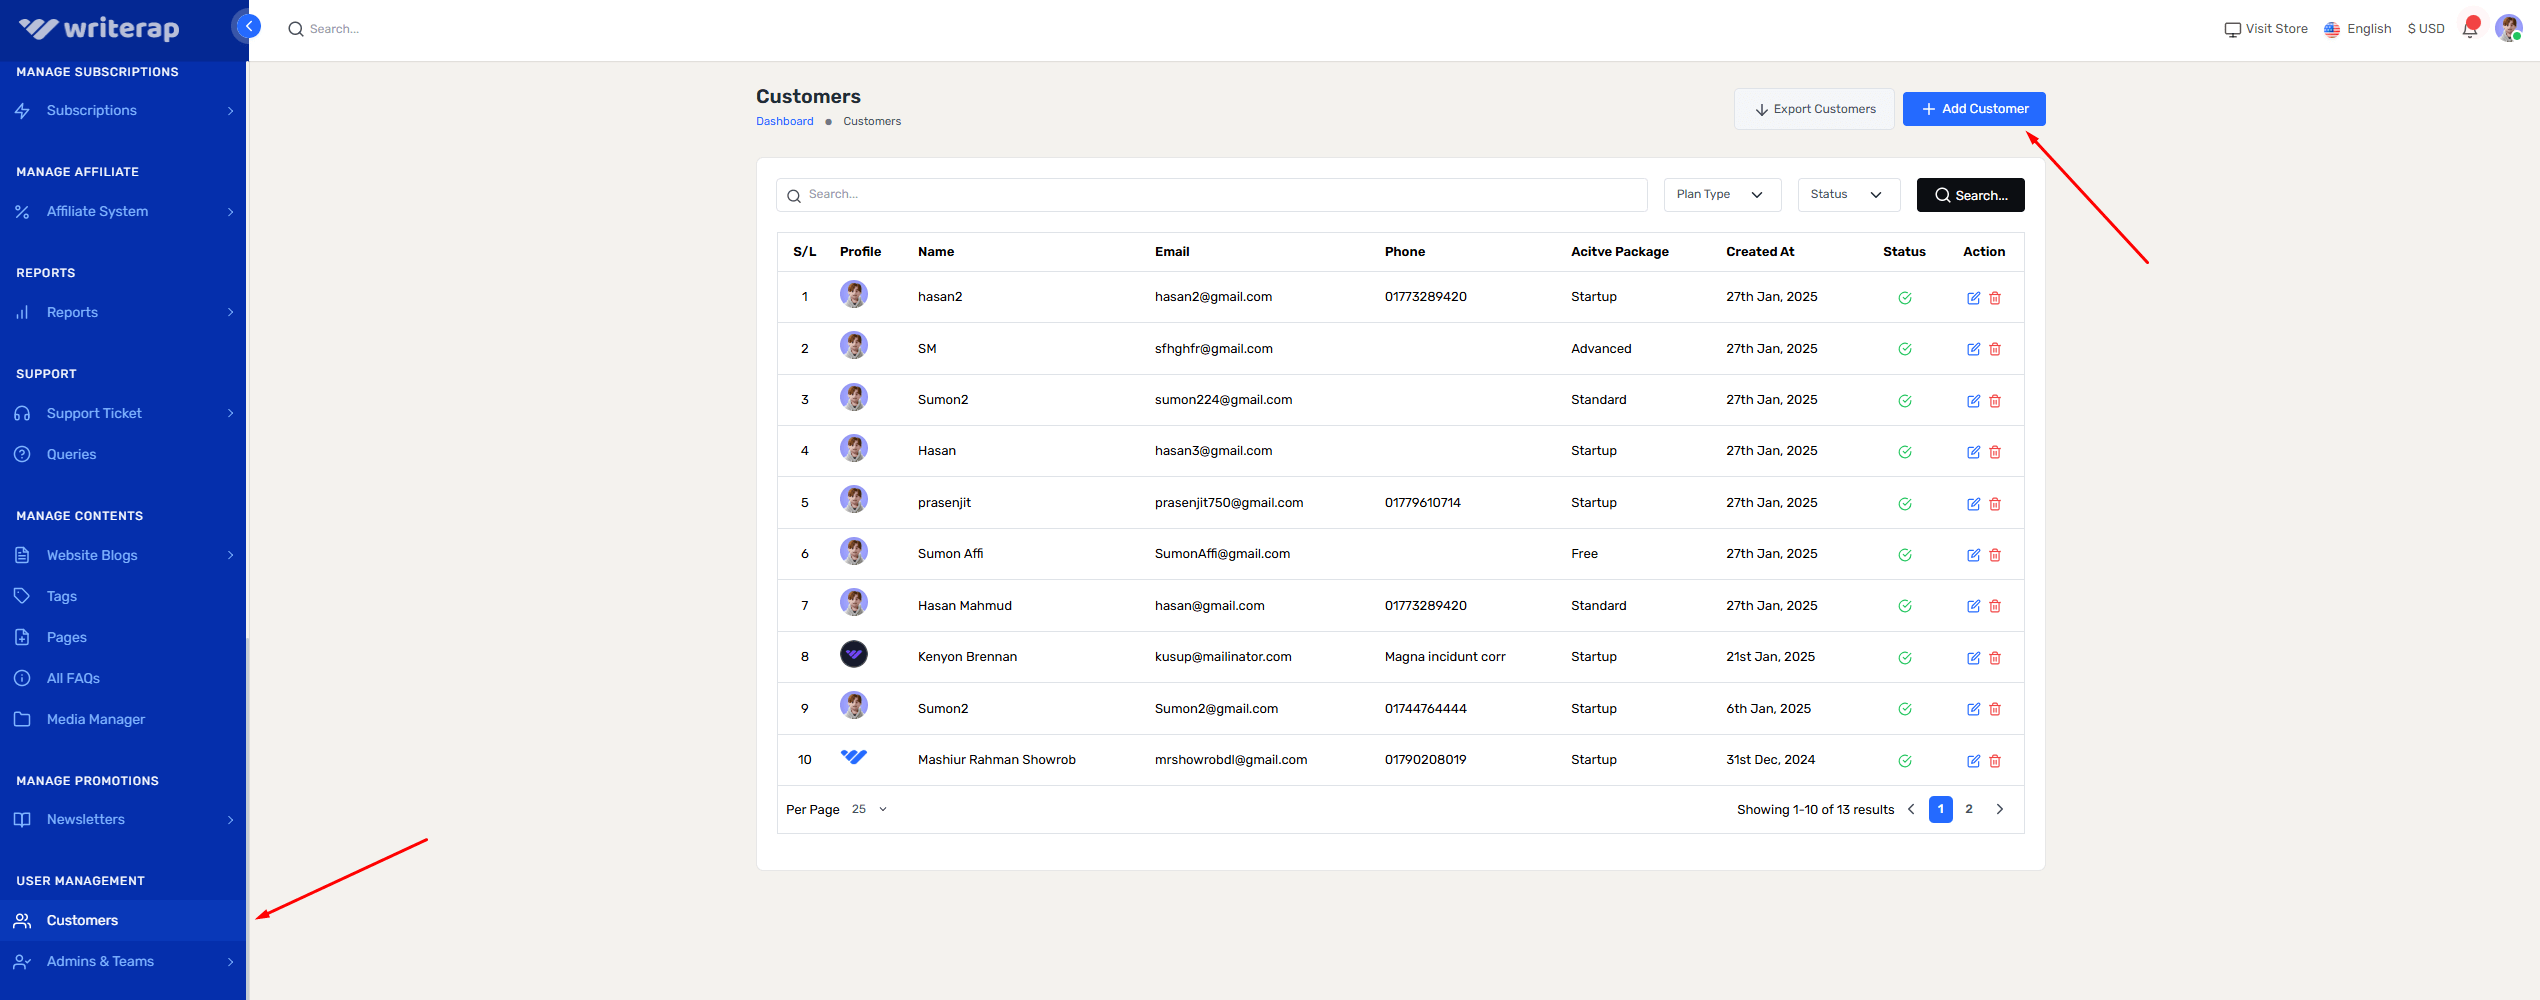 writerap
Search...
Visit Store English $ USD
MANAGE SUBSCRIPTIONS
Subscriptions
MANAGE AFFILIATE
Affiliate System
REPORTS
Reports
SUPPORT
Support Ticket
Queries
MANAGE CONTENTS
Website Blogs
Tags
Pages
All FAQs
Media Manager
MANAGE PROMOTIONS
Newsletters
USER MANAGEMENT
Customers
Admins & Teams
Customers
Dashboard Customers
Export Customers
Add Customer
Search... Plan Type Status Search...
S/L Profile Name Email Phone Acitve Package Created At Status Action
1 hasan2 hasan2@gmail.com 01773289420 Startup 27th Jan, 2025
2 SM sfhghfr@gmail.com Advanced 27th Jan, 2025
3 Sumon2 sumon224@gmail.com Standard 27th Jan, 2025
4 Hasan hasan3@gmail.com Startup 27th Jan, 2025
5 prasenjit prasenjit750@gmail.com 01779610714 Startup 27th Jan, 2025
6 Sumon Affi SumonAffi@gmail.com Free 27th Jan, 2025
7 Hasan Mahmud hasan@gmail.com 01773289420 Standard 27th Jan, 2025
8 Kenyon Brennan kusup@mailinator.com Magna incidunt corr Startup 21st Jan, 2025
9 Sumon2 Sumon2@gmail.com 01744764444 Startup 6th Jan, 2025
10 Mashiur Rahman Showrob mrshowrobdl@gmail.com 01790208019 Startup 31st Dec, 2024
Per Page 25 Showing 1-10 of 13 results 1 2